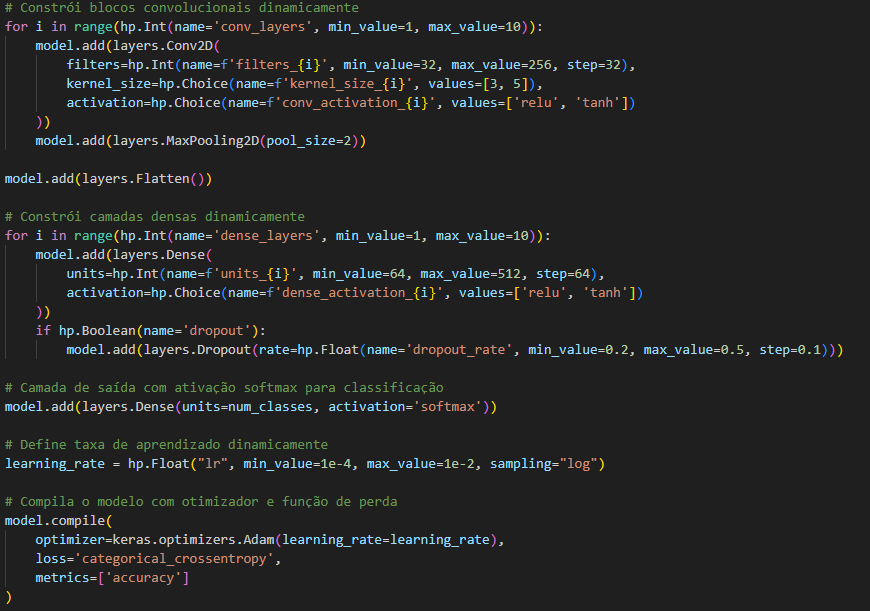 # Constrói blocos convolucionais dinamicamente
for i in range(hp.Int(name='conv_layers', min_value=1, max_value=10)):
    model.add(layers.Conv2D(
        filters=hp.Int(name=f'filters_{i}', min_value=32, max_value=256, step=32),
        kernel_size=hp.Choice(name=f'kernel_size_{i}', values=[3, 5]),
        activation=hp.Choice(name=f'conv_activation_{i}', values=['relu', 'tanh'])
    ))
    model.add(layers.MaxPooling2D(pool_size=2))

model.add(layers.Flatten())

# Constrói camadas densas dinamicamente
for i in range(hp.Int(name='dense_layers', min_value=1, max_value=10)):
    model.add(layers.Dense(
        units=hp.Int(name=f'units_{i}', min_value=64, max_value=512, step=64),
        activation=hp.Choice(name=f'dense_activation_{i}', values=['relu', 'tanh'])
    ))
    if hp.Boolean(name='dropout'):
        model.add(layers.Dropout(rate=hp.Float(name='dropout_rate', min_value=0.2, max_value=0.5, step=0.1)))

# Camada de saída com ativação softmax para classificação
model.add(layers.Dense(units=num_classes, activation='softmax'))

# Define taxa de aprendizado dinamicamente
learning_rate = hp.Float("lr", min_value=1e-4, max_value=1e-2, sampling="log")

# Compila o modelo com otimizador e função de perda
model.compile(
    optimizer=keras.optimizers.Adam(learning_rate=learning_rate),
    loss='categorical_crossentropy',
    metrics=['accuracy']
)